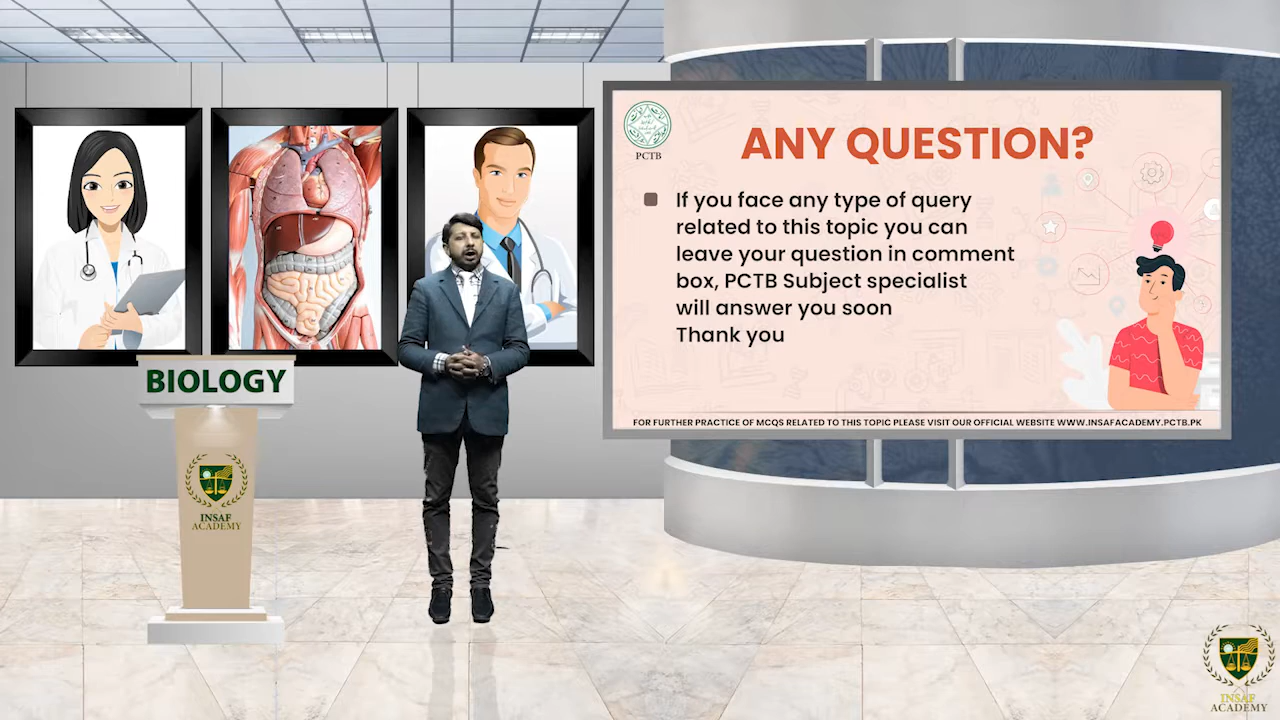 PCTB
ANY QUESTION?
If you face any type of query
related to this topic you can
leave your question in comment
box, PCTB Subject specialist
will answer you soon
Thank you
FOR FURTHER PRACTICE OF MCQS RELATED TO THIS TOPIC PLEASE VISIT OUR OFFICIAL WEBSITE WWW.INSAFACADEMY.PCTB.PK
BIOLOGY
INSAF
ACADEMY
INSAF
ACADEMY